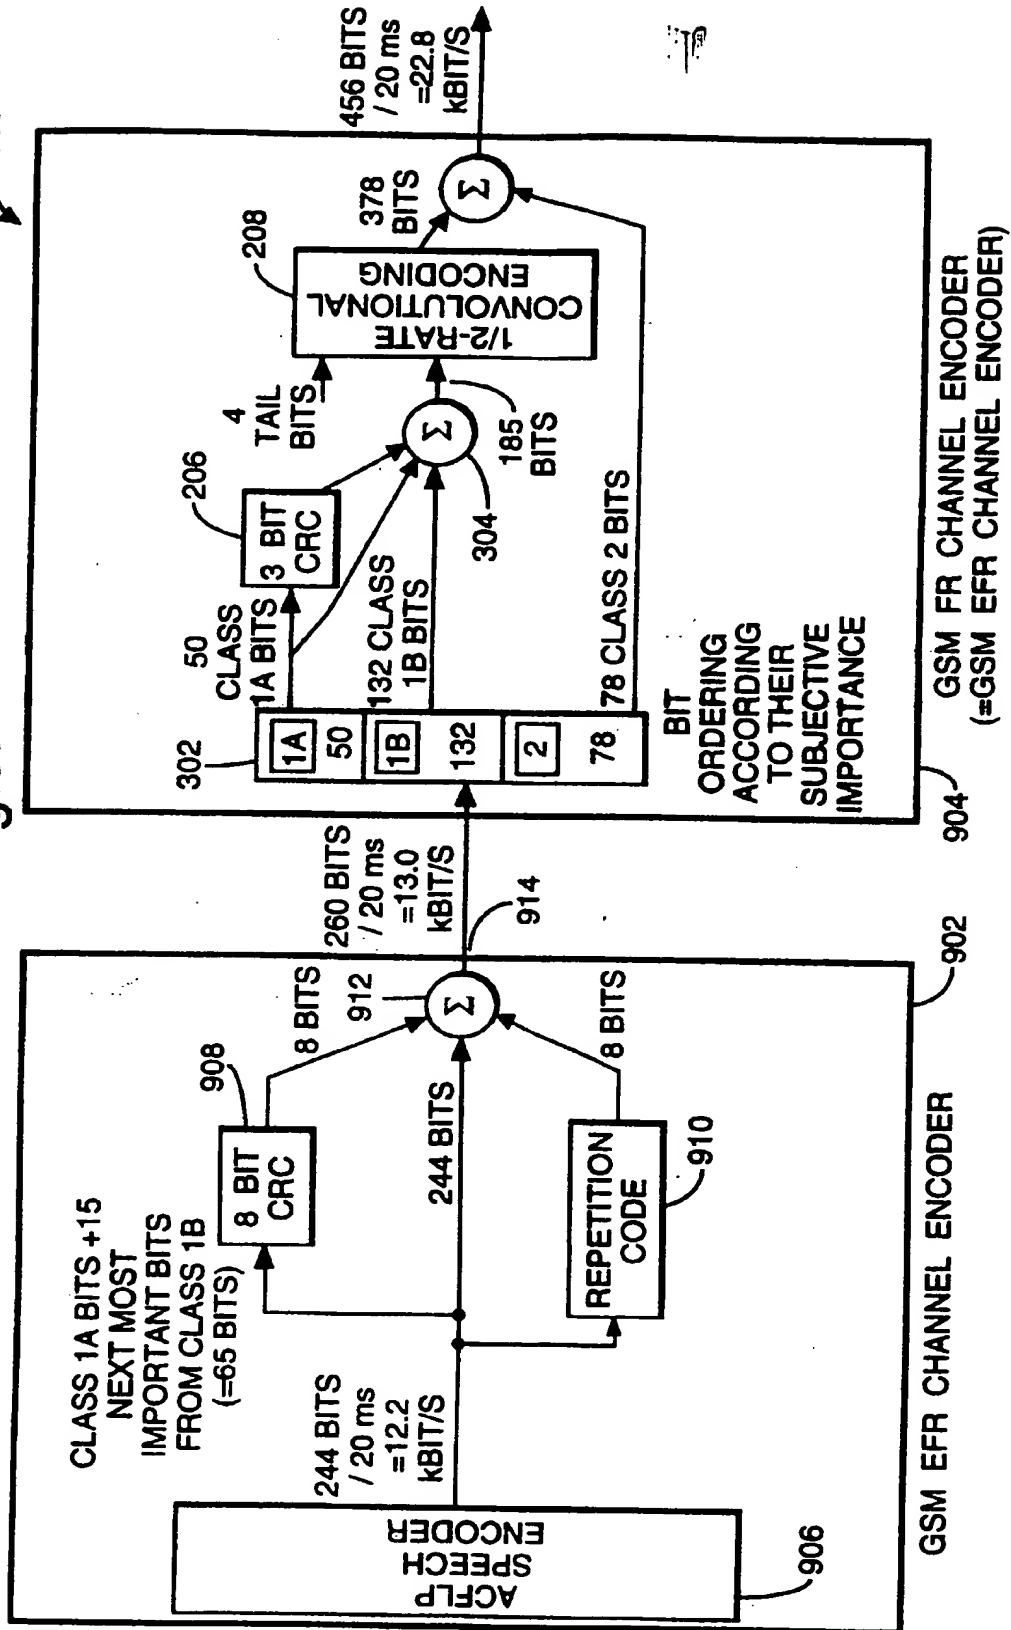 ACFLP
SPEECH
ENCODER
906
244 BITS
/ 20 ms
=12.2
kBIT/S
CLASS 1A BITS +15
NEXT MOST
IMPORTANT BITS
FROM CLASS 1B
(=65 BITS)
8 BIT
CRC
908
8 BITS
244 BITS
REPETITION
CODE
910
8 BITS
912
Σ
914
902
GSM EFR CHANNEL ENCODER
260 BITS
/ 20 ms
=13.0
kBIT/S
302
1A
50
1B
132
2
78
50
CLASS
1A BITS
132 CLASS
1B BITS
78 CLASS 2 BITS
3 BIT
CRC
206
4
TAIL
BITS
Σ
304
185
BITS
1/2-RATE
CONVOLUTIONAL
ENCODING
208
378
BITS
Σ
456 BITS
/ 20 ms
=22.8
kBIT/S
BIT
ORDERING
ACCORDING
TO THEIR
SUBJECTIVE
IMPORTANCE
904
GSM FR CHANNEL ENCODER
(=GSM EFR CHANNEL ENCODER)